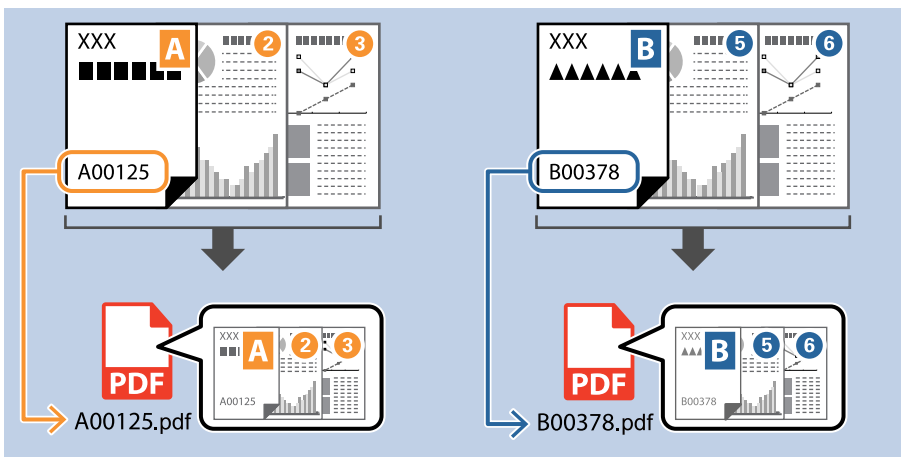 XXX
A
2
3
A00125
PDF
XXX
A
2
3
A00125
A00125.pdf
XXX
B
5
6
B00378
PDF
XXX
B
5
6
B00378
B00378.pdf